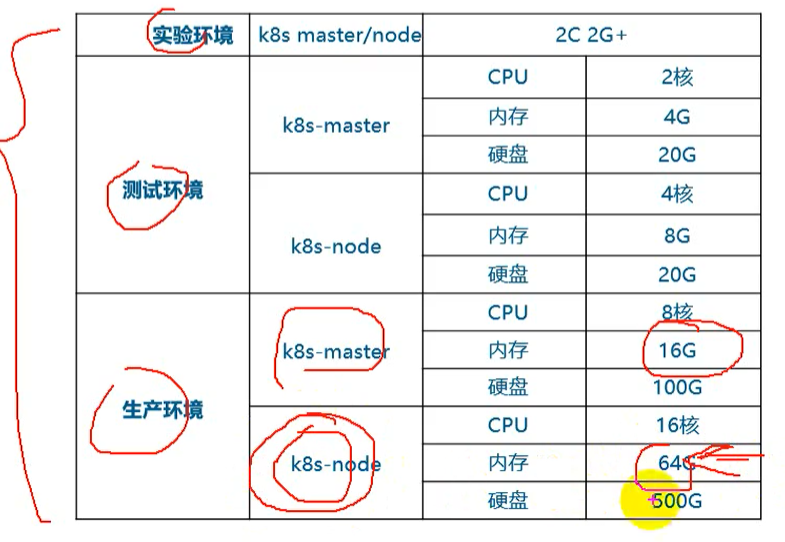 实验环境 k8s master/node 2C 2G+
测试环境 k8s-master CPU 2核
内存 4G
硬盘 20G
k8s-node CPU 4核
内存 8G
硬盘 20G
生产环境 k8s-master CPU 8核
内存 16G
硬盘 100G
k8s-node CPU 16核
内存 64G
硬盘 500G